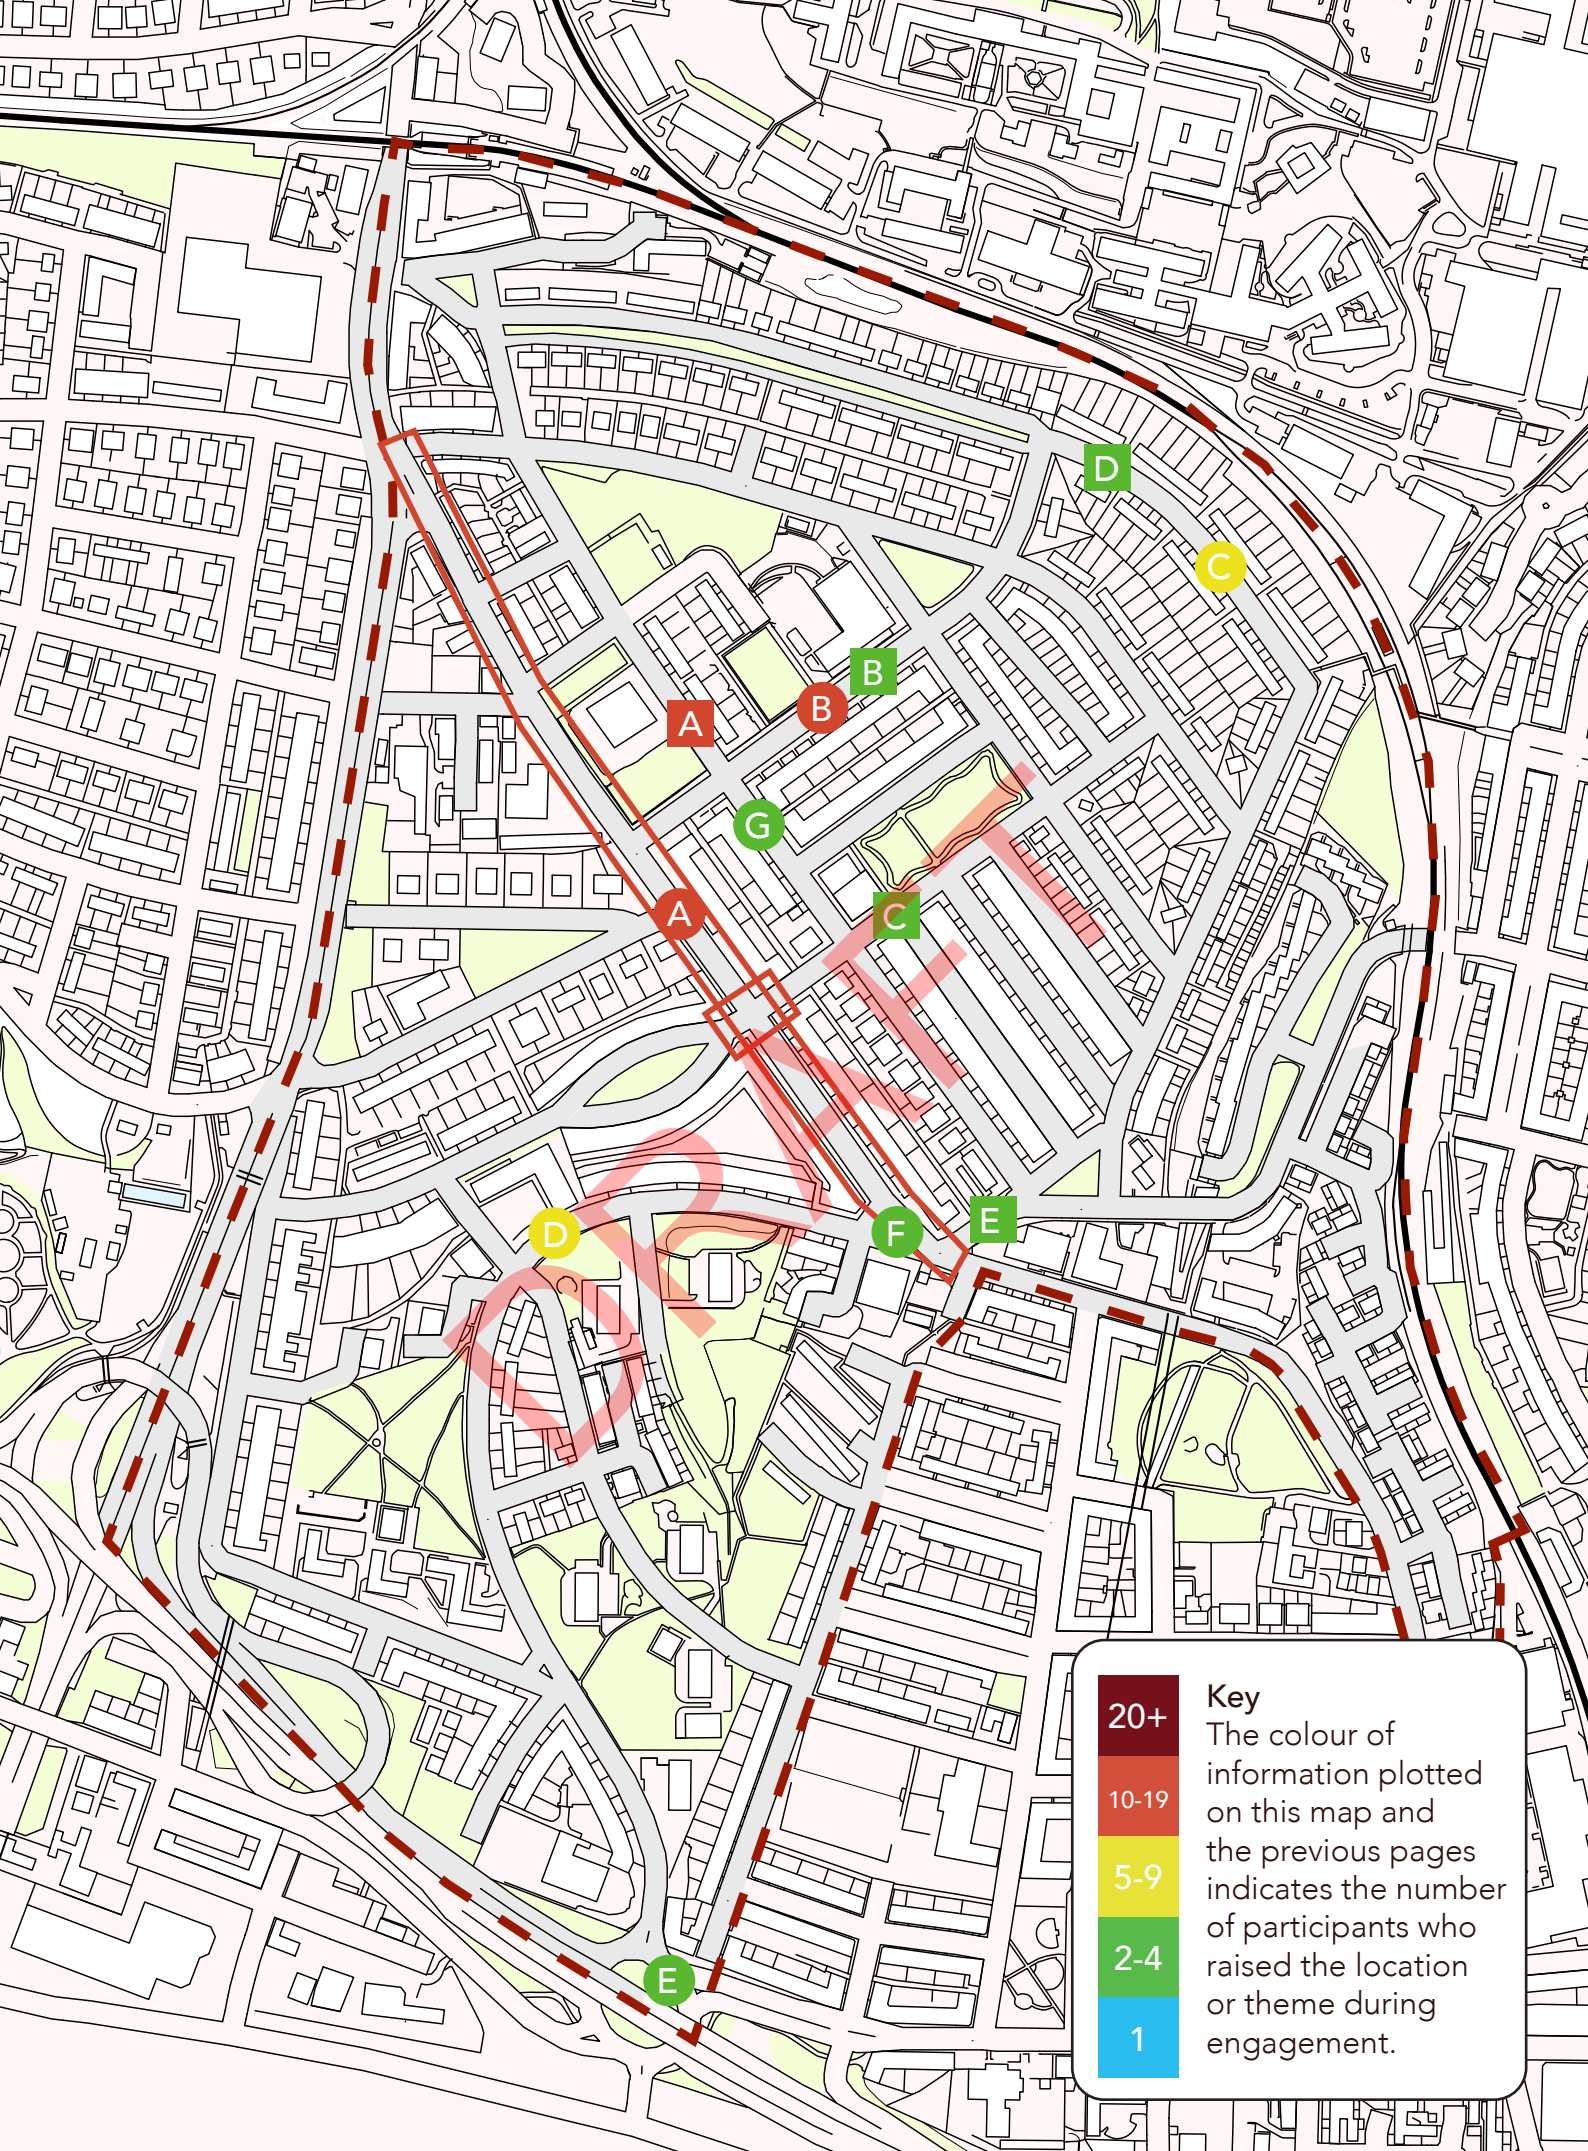 D
C
B
A
B
G
C
A
E
F
D
E
DRAFT
20+
10-19
5-9
2-4
1
Key
The colour of
information plotted
on this map and
the previous pages
indicates the number
of participants who
raised the location
or theme during
engagement.